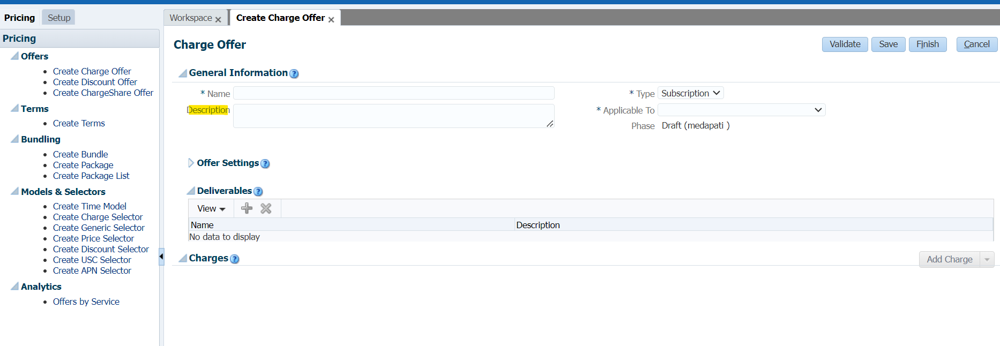 Pricing Setup
Workspace Create Charge Offer
Pricing
Offers
Create Charge Offer
Create Discount Offer
Create ChargeShare Offer
Terms
Create Terms
Bundling
Create Bundle
Create Package
Create Package List
Models & Selectors
Create Time Model
Create Charge Selector
Create Generic Selector
Create Price Selector
Create Discount Selector
Create USC Selector
Create APN Selector
Analytics
Offers by Service
Charge Offer
Validate Save Finish Cancel
General Information
* Name
Description
* Type Subscription
* Applicable To
Phase Draft (medapati )
Offer Settings
Deliverables
View
Name Description
No data to display
Charges
Add Charge